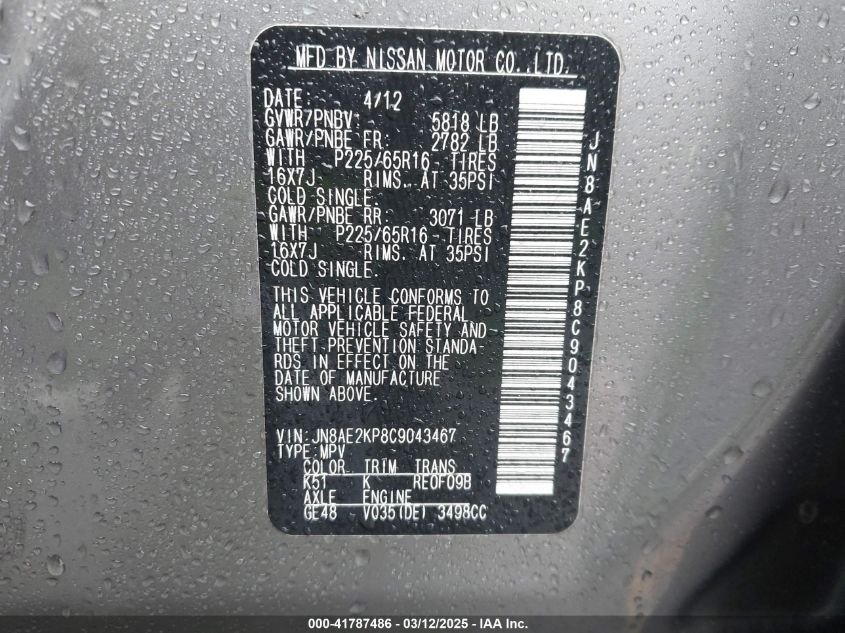 MFD BY NISSAN MOTOR CO.,LTD.
DATE: 4/12
GVWR/PNBV 5818 LB
GAWR/PNBE FR: 2782 LB
WITH P225/65R16- TIRES
16X7J RIMS. AT 35PSI
COLD SINGLE.
GAWR/PNBE RR: 3071 LB
WITH P225/65R16- TIRES
16X7J RIMS. AT 35PSI
COLD SINGLE.
THIS VEHICLE CONFORMS TO
ALL APPLICABLE FEDERAL
MOTOR VEHICLE SAFETY AND
THEFT PREVENTION STANDA-
RDS IN EFFECT ON THE
DATE OF MANUFACTURE
SHOWN ABOVE.
VIN:JN8AE2KP8C9043467
TYPE:MPV
COLOR TRIM TRANS
K51 K RE0F09B
AXLE ENGINE
GE48 VQ35(DE) 3498CC
JN8AE2KP8C9043467
000-41787486 - 03/12/2025 - IAA Inc.